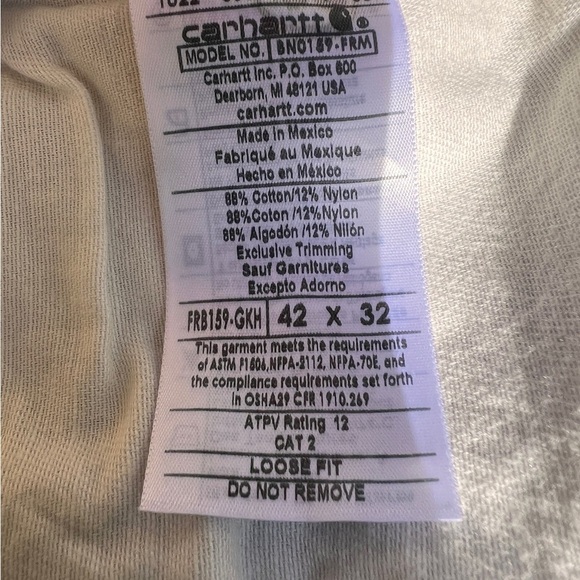 carhartt
MODEL NO. BN0159-FRM
Carhartt Inc. P.O. Box 600
Dearborn, MI 48121 USA
carhartt.com
Made in Mexico
Fabriqué au Mexique
Hecho en México
88% Cotton/12% Nylon
88%Coton /12%Nylon
88% Algodón /12% Nilón
Exclusive Trimming
Sauf Garnitures
Excepto Adorno
FRB159-GKH 42 X 32
This garment meets the requirements
of ASTM F1506,NFPA-2112, NFPA-70E, and
the compliance requirements set forth
in OSHA29 CFR 1910.269
ATPV Rating 12
CAT 2
LOOSE FIT
DO NOT REMOVE